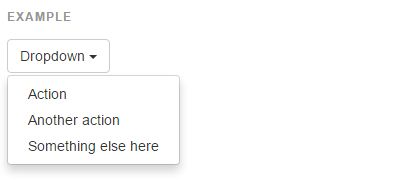 EXAMPLE
Dropdown
Action
Another action
Something else here